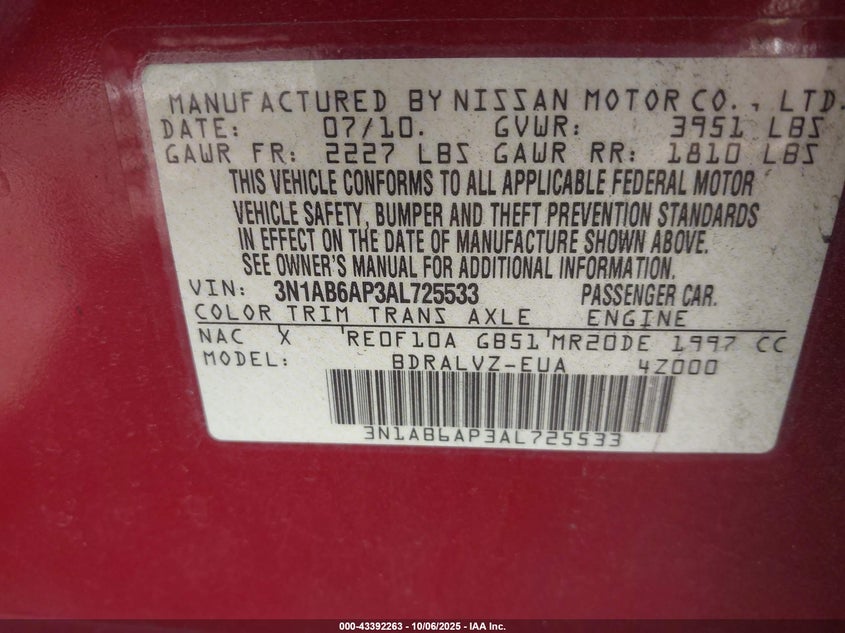 MANUFACTURED BY NISSAN MOTOR CO., LTD.
DATE: 07/10. GVWR: 3951 LBS
GAWR FR: 2227 LBS GAWR RR: 1810 LBS
THIS VEHICLE CONFORMS TO ALL APPLICABLE FEDERAL MOTOR
VEHICLE SAFETY, BUMPER AND THEFT PREVENTION STANDARDS
IN EFFECT ON THE DATE OF MANUFACTURE SHOWN ABOVE.
SEE OWNER'S MANUAL FOR ADDITIONAL INFORMATION.
VIN: 3N1AB6AP3AL725533 PASSENGER CAR.
COLOR TRIM TRANS AXLE ENGINE
NAC X RE0F10A GB51 MR20DE 1997 CC
MODEL: BDRALVZ-EUA 4Z000
3N1AB6AP3AL725533
000-43392263 - 10/06/2025 - IAA Inc.